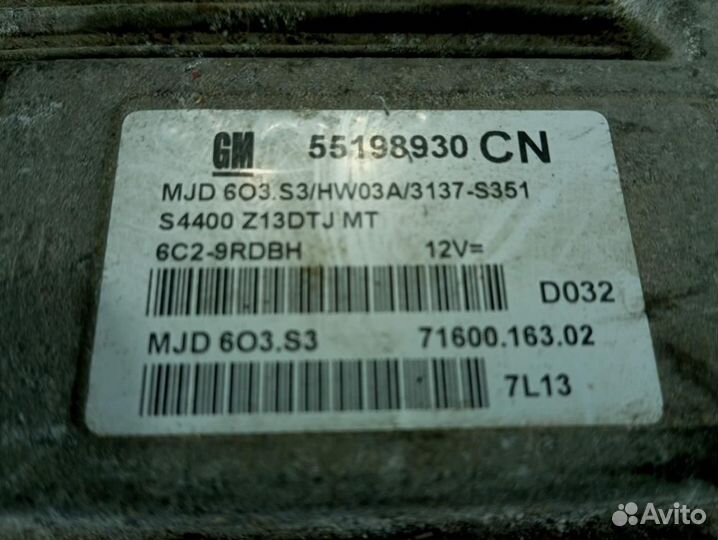 GM 55198930 CN
MJD 6O3.S3/HW03A/3137-S351
S4400 Z13DTJ MT
6C2-9RDBH 12V=
D032
MJD 6O3.S3 71600.163.02
7L13
Avito